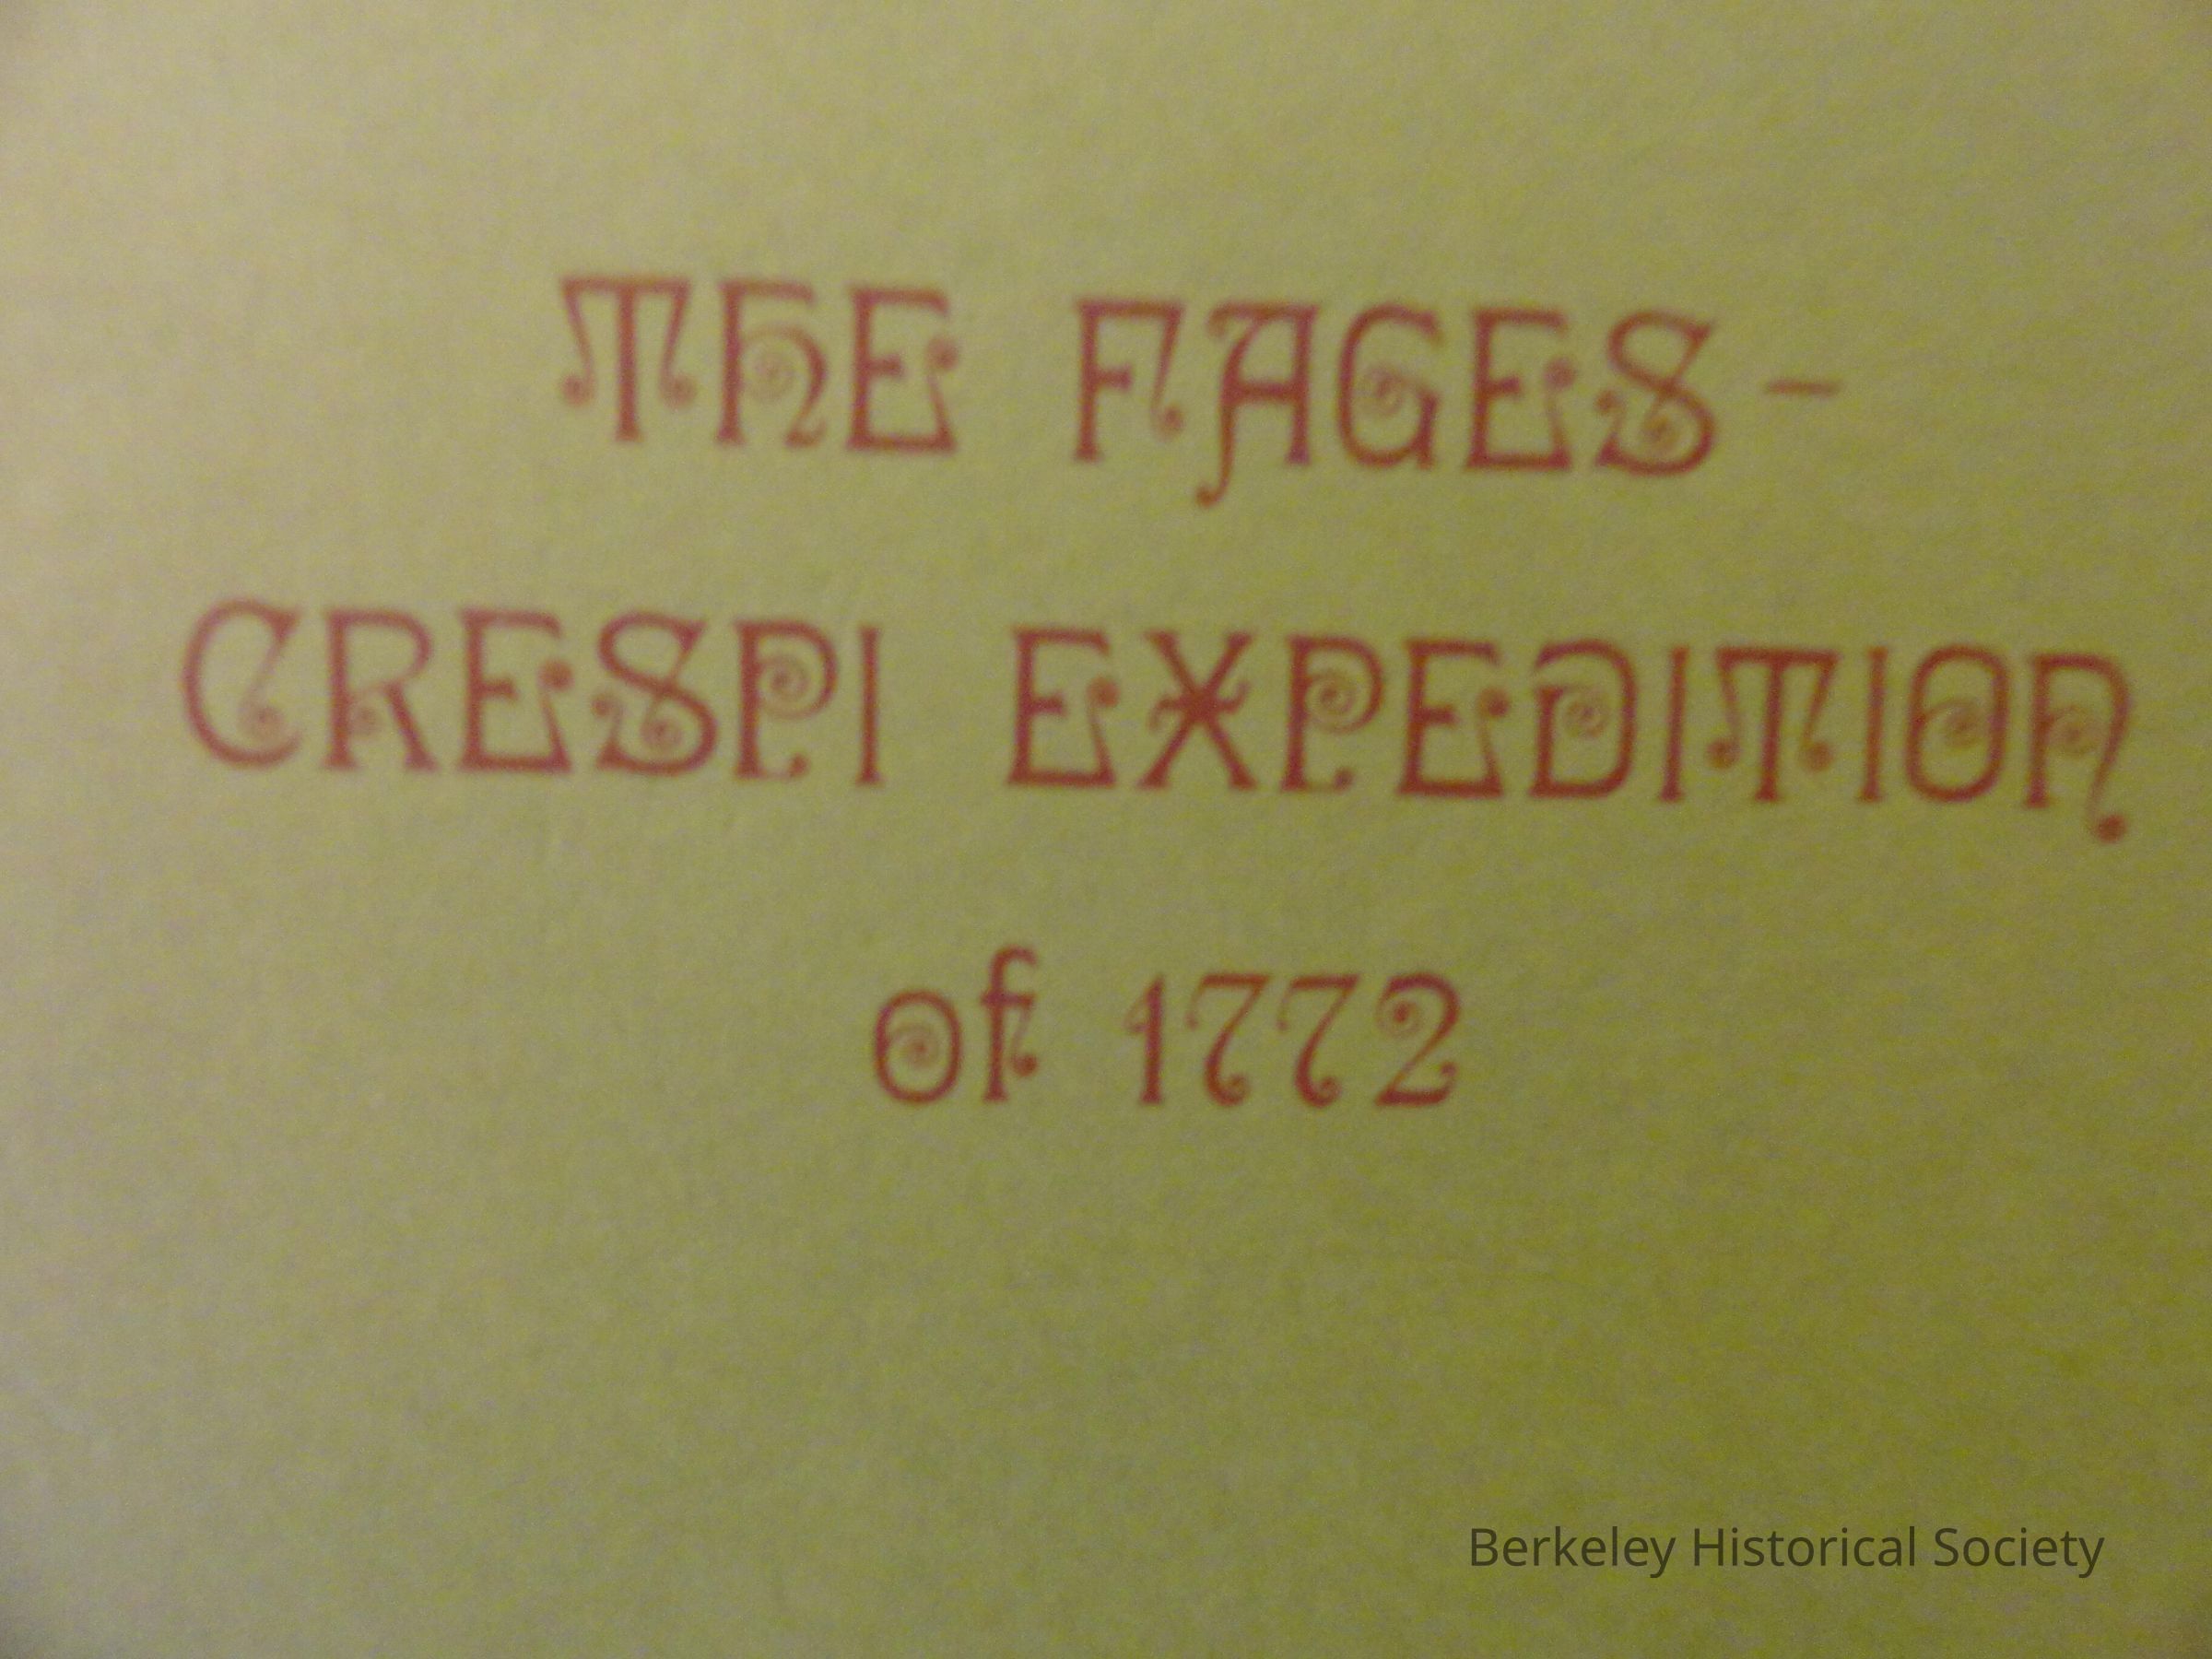 THE FAGES-
CRESPI EXPEDITION
of 1772
Berkeley Historical Society